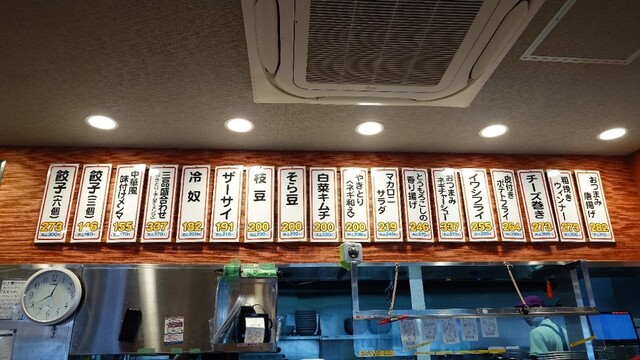 餃子(六個)
273
餃子(三個)
146
中華風
味付けメンマ
155
三品盛合わせ
337
冷奴
182
ザーサイ
191
枝豆
200
そら豆
200
白菜キムチ
200
やきとり
(ネギ和え)
200
マカロニ
サラダ
219
とうもろこしの
香り揚げ
246
おつまみ
ネギチャーシュー
337
イワシフライ
255
皮付き
ポテトフライ
264
チーズ巻き
273
粗挽き
ウィンナー
273
おつまみ
唐揚げ
282